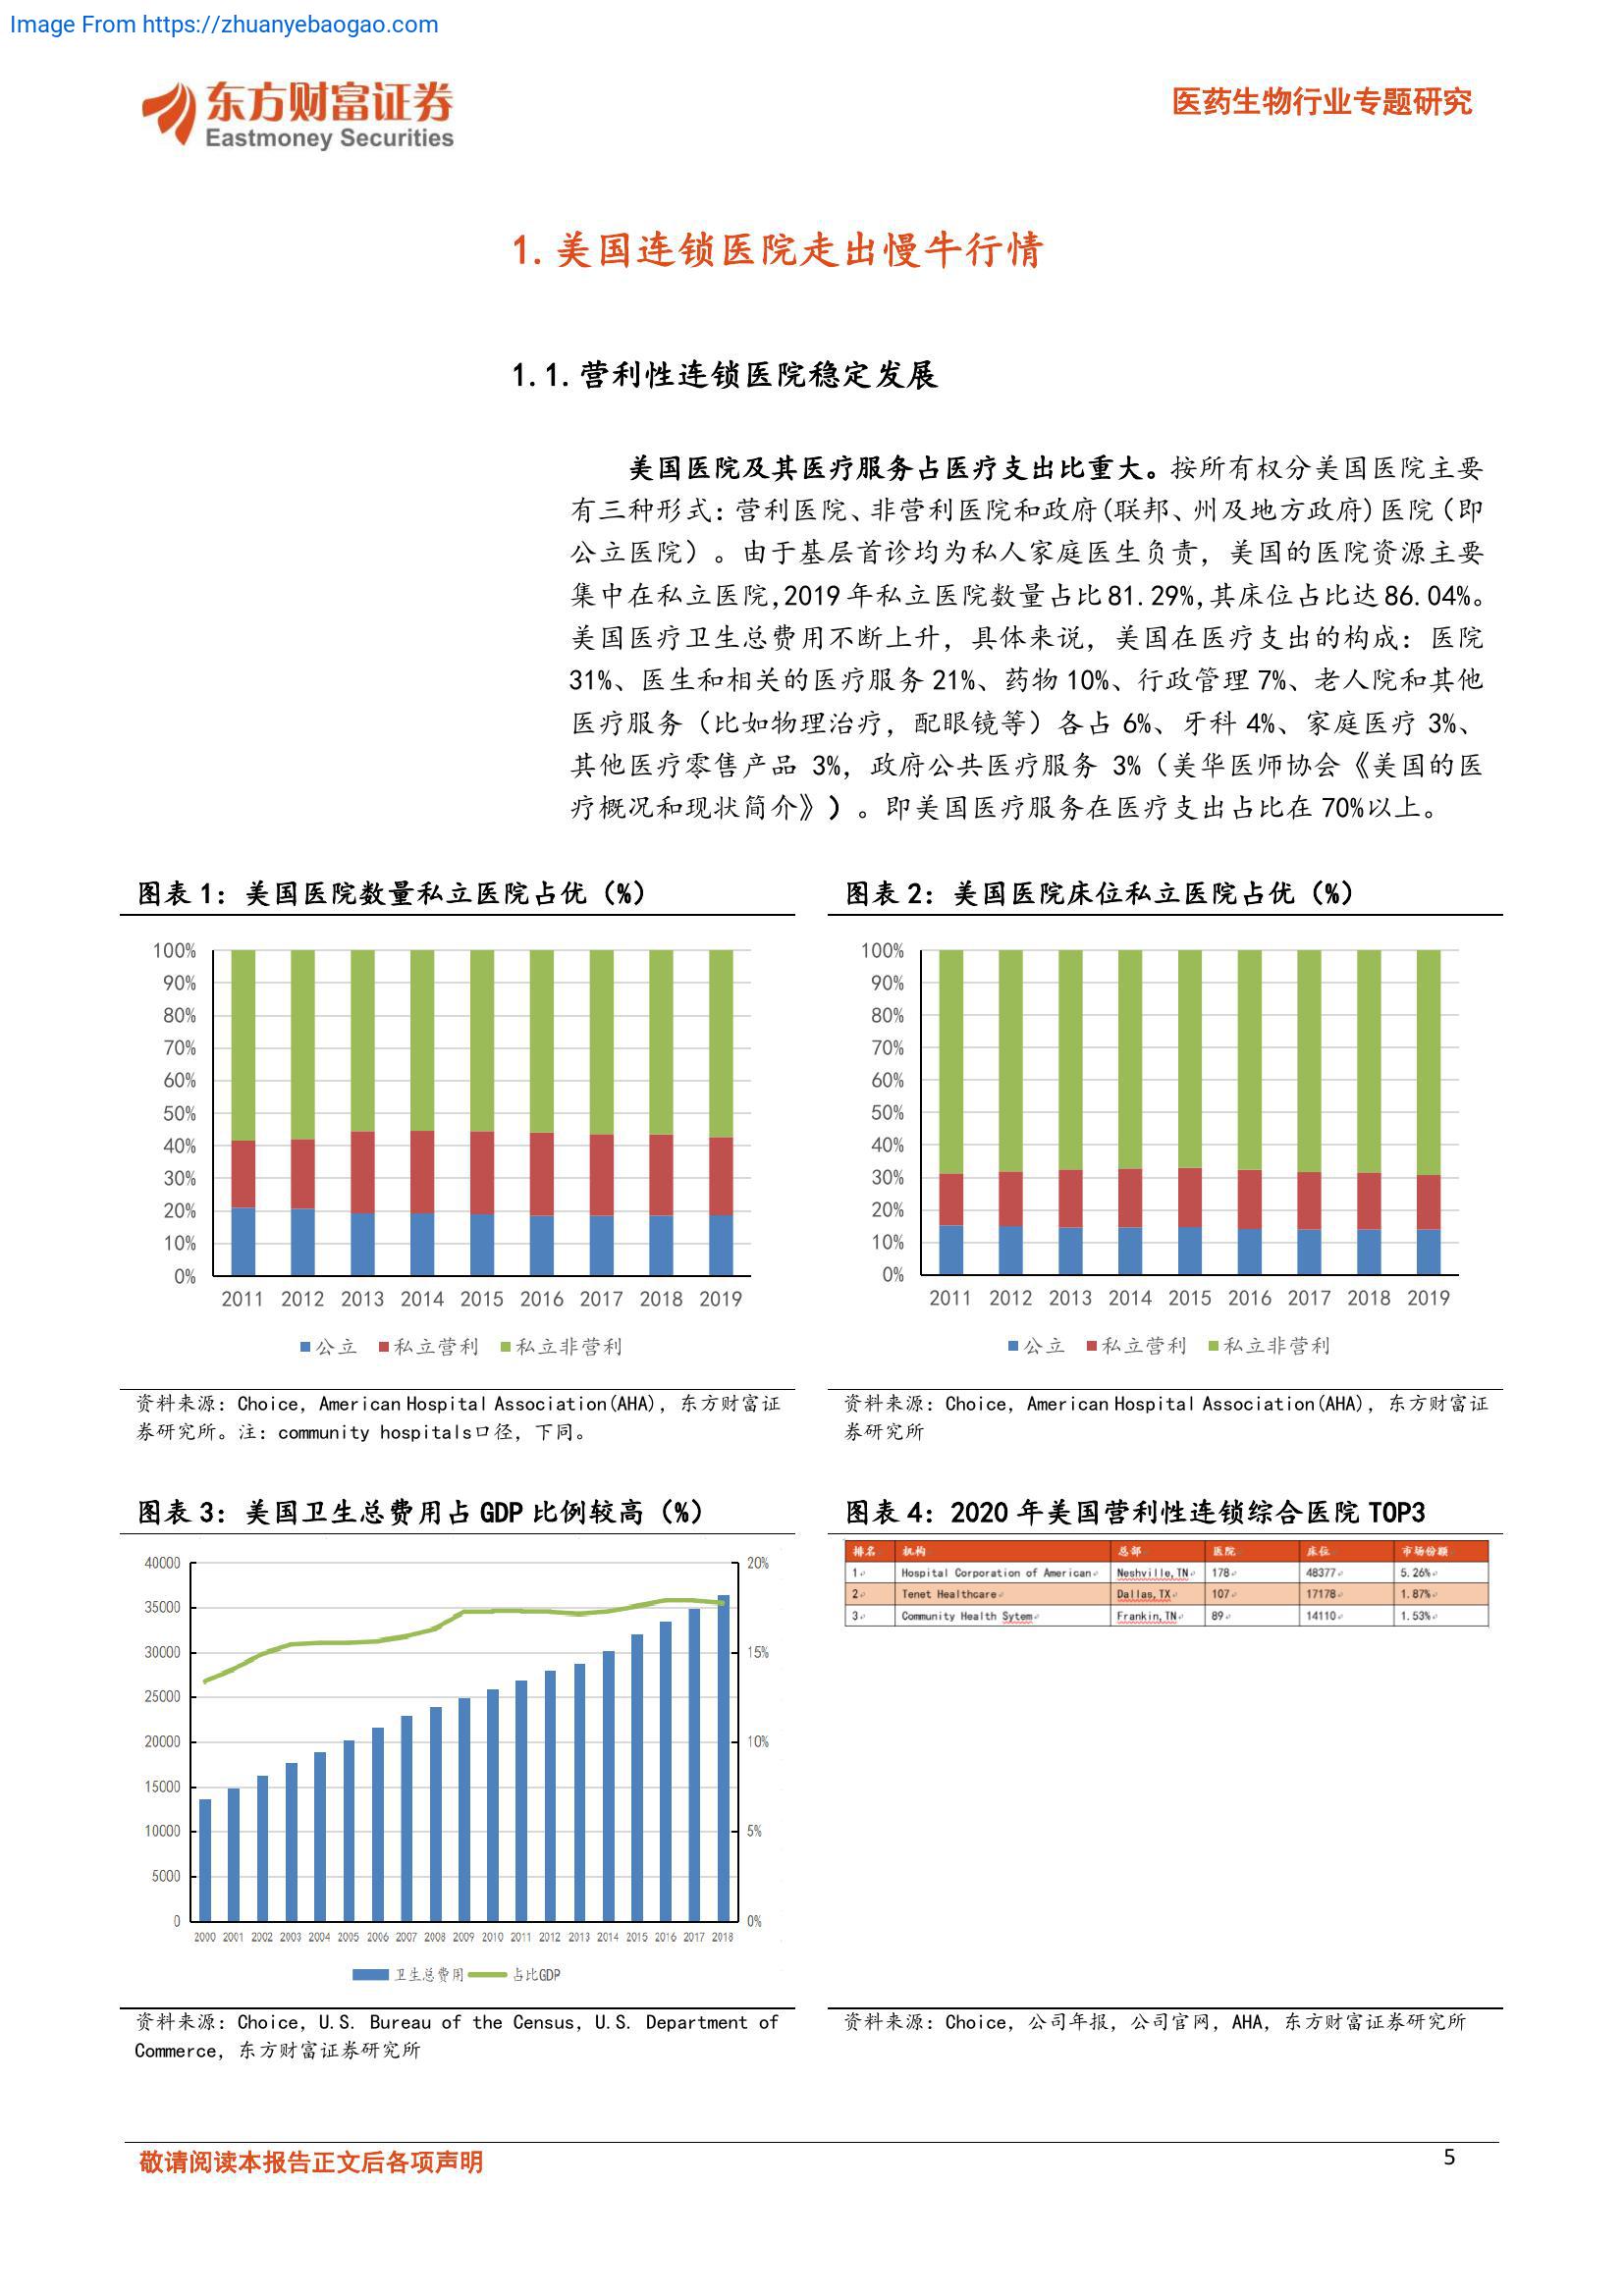 Image From https://zhuanyebaogao.com
东方财富证券
Eastmoney Securities
医药生物行业专题研究
1.美国连锁医院走出慢牛行情
1.1.营利性连锁医院稳定发展
美国医院及其医疗服务占医疗支出比重大。按所有权分美国医院主要
有三种形式：营利医院、非营利医院和政府(联邦、州及地方政府)医院（即
公立医院）。由于基层首诊均为私人家庭医生负责，美国的医院资源主要
集中在私立医院,2019年私立医院数量占比81.29%,其床位占比达86.04%。
美国医疗卫生总费用不断上升，具体来说，美国在医疗支出的构成：医院
31%、医生和相关的医疗服务21%、药物10%、行政管理7%、老人院和其他
医疗服务（比如物理治疗，配眼镜等）各占 6%、牙科 4%、家庭医疗 3%、
其他医疗零售产品 3%，政府公共医疗服务 3%（美华医师协会《美国的医
疗概况和现状简介》）。即美国医疗服务在医疗支出占比在70%以上。
图表1：美国医院数量私立医院占优（%）
100%
90%
80%
70%
60%
50%
40%
30%
20%
10%
0%
2011 2012 2013 2014 2015 2016 2017 2018 2019
公立 私立营利 私立非营利
资料来源：Choice, American Hospital Association(AHA)，东方财富证
券研究所。注：community hospitals口径，下同。
图表2：美国医院床位私立医院占优（%）
100%
90%
80%
70%
60%
50%
40%
30%
20%
10%
0%
2011 2012 2013 2014 2015 2016 2017 2018 2019
公立 私立营利 私立非营利
资料来源：Choice, American Hospital Association(AHA)，东方财富证
券研究所
图表3：美国卫生总费用占 GDP 比例较高（%）
40000 20%
35000
30000 15%
25000
20000 10%
15000
10000 5%
5000
0 0%
2000 2001 2002 2003 2004 2005 2006 2007 2008 2009 2010 2011 2012 2013 2014 2015 2016 2017 2018
卫生总费用 占比GDP
资料来源：Choice, U.S. Bureau of the Census, U.S. Department of
Commerce, 东方财富证券研究所
图表4：2020 年美国营利性连锁综合医院 TOP3
排名 机构 总部 医院 床位 市场份额
1 Hospital Corporation of American Neshville,TN 178 48377 5.26%
2 Tenet Healthcare Dallas,TX 107 17178 1.87%
3 Community Health Sytem Frankin,TN 89 14110 1.53%
资料来源：Choice, 公司年报, 公司官网, AHA, 东方财富证券研究所
敬请阅读本报告正文后各项声明
5